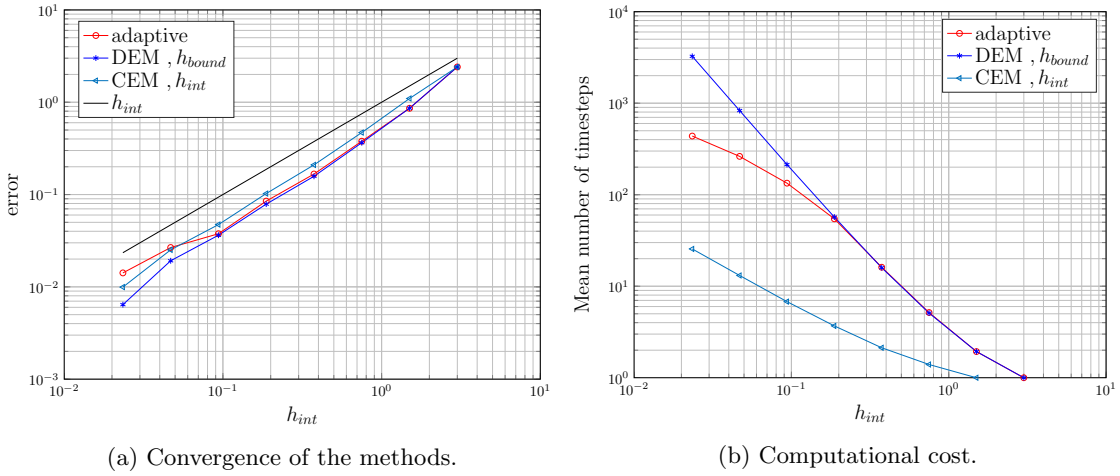 adaptive
DEM , h_bound
CEM , h_int
h_int
10^1
10^0
10^−1
10^−2
10^−3
error
10^−2
10^−1
10^0
10^1
h_int
(a) Convergence of the methods.
adaptive
DEM , h_bound
CEM , h_int
10^4
10^3
10^2
10^1
10^0
Mean number of timesteps
10^−2
10^−1
10^0
10^1
h_int
(b) Computational cost.